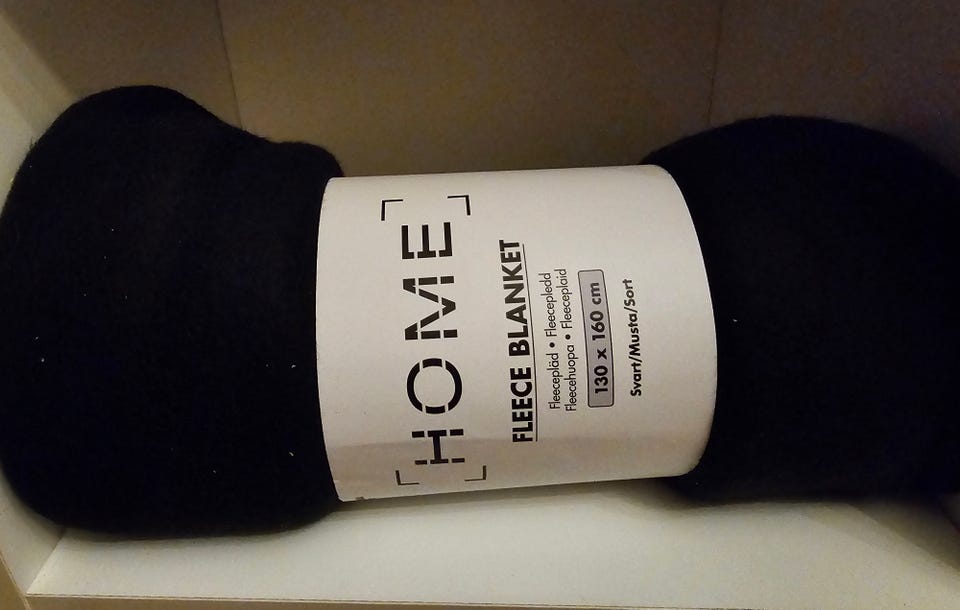 HOME
FLEECE BLANKET
Fleecepläd • Fleecepledd
Fleecehuopa • Fleeceplaid
130 x 160 cm
Svart/Musta/Sort